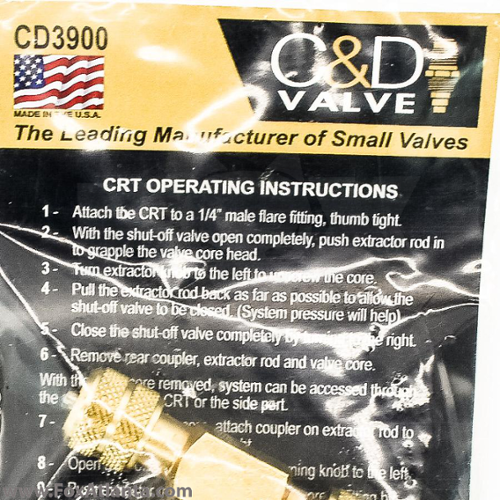 CD3900
C&D
VALVE
MADE IN THE U.S.A.
The Leading Manufacturer of Small Valves
CRT OPERATING INSTRUCTIONS
1 - Attach the CRT to a 1/4" male flare fitting, thumb tight.
2 - With the shut-off valve open completely, push extractor rod in
to grapple the valve core head.
3 - Turn extractor knob to the left to unscrew the core.
4 - Pull the extractor rod back as far as possible to allow the
shut-off valve to be closed. (System pressure will help)
5 - Close the shut-off valve completely by turning to the right.
6 - Remove rear coupler, extractor rod and valve core.
With th core removed, system can be accessed through
the CRT or the side port.
7 - attach coupler on extractor rod to
8 - Open ning knob to the left